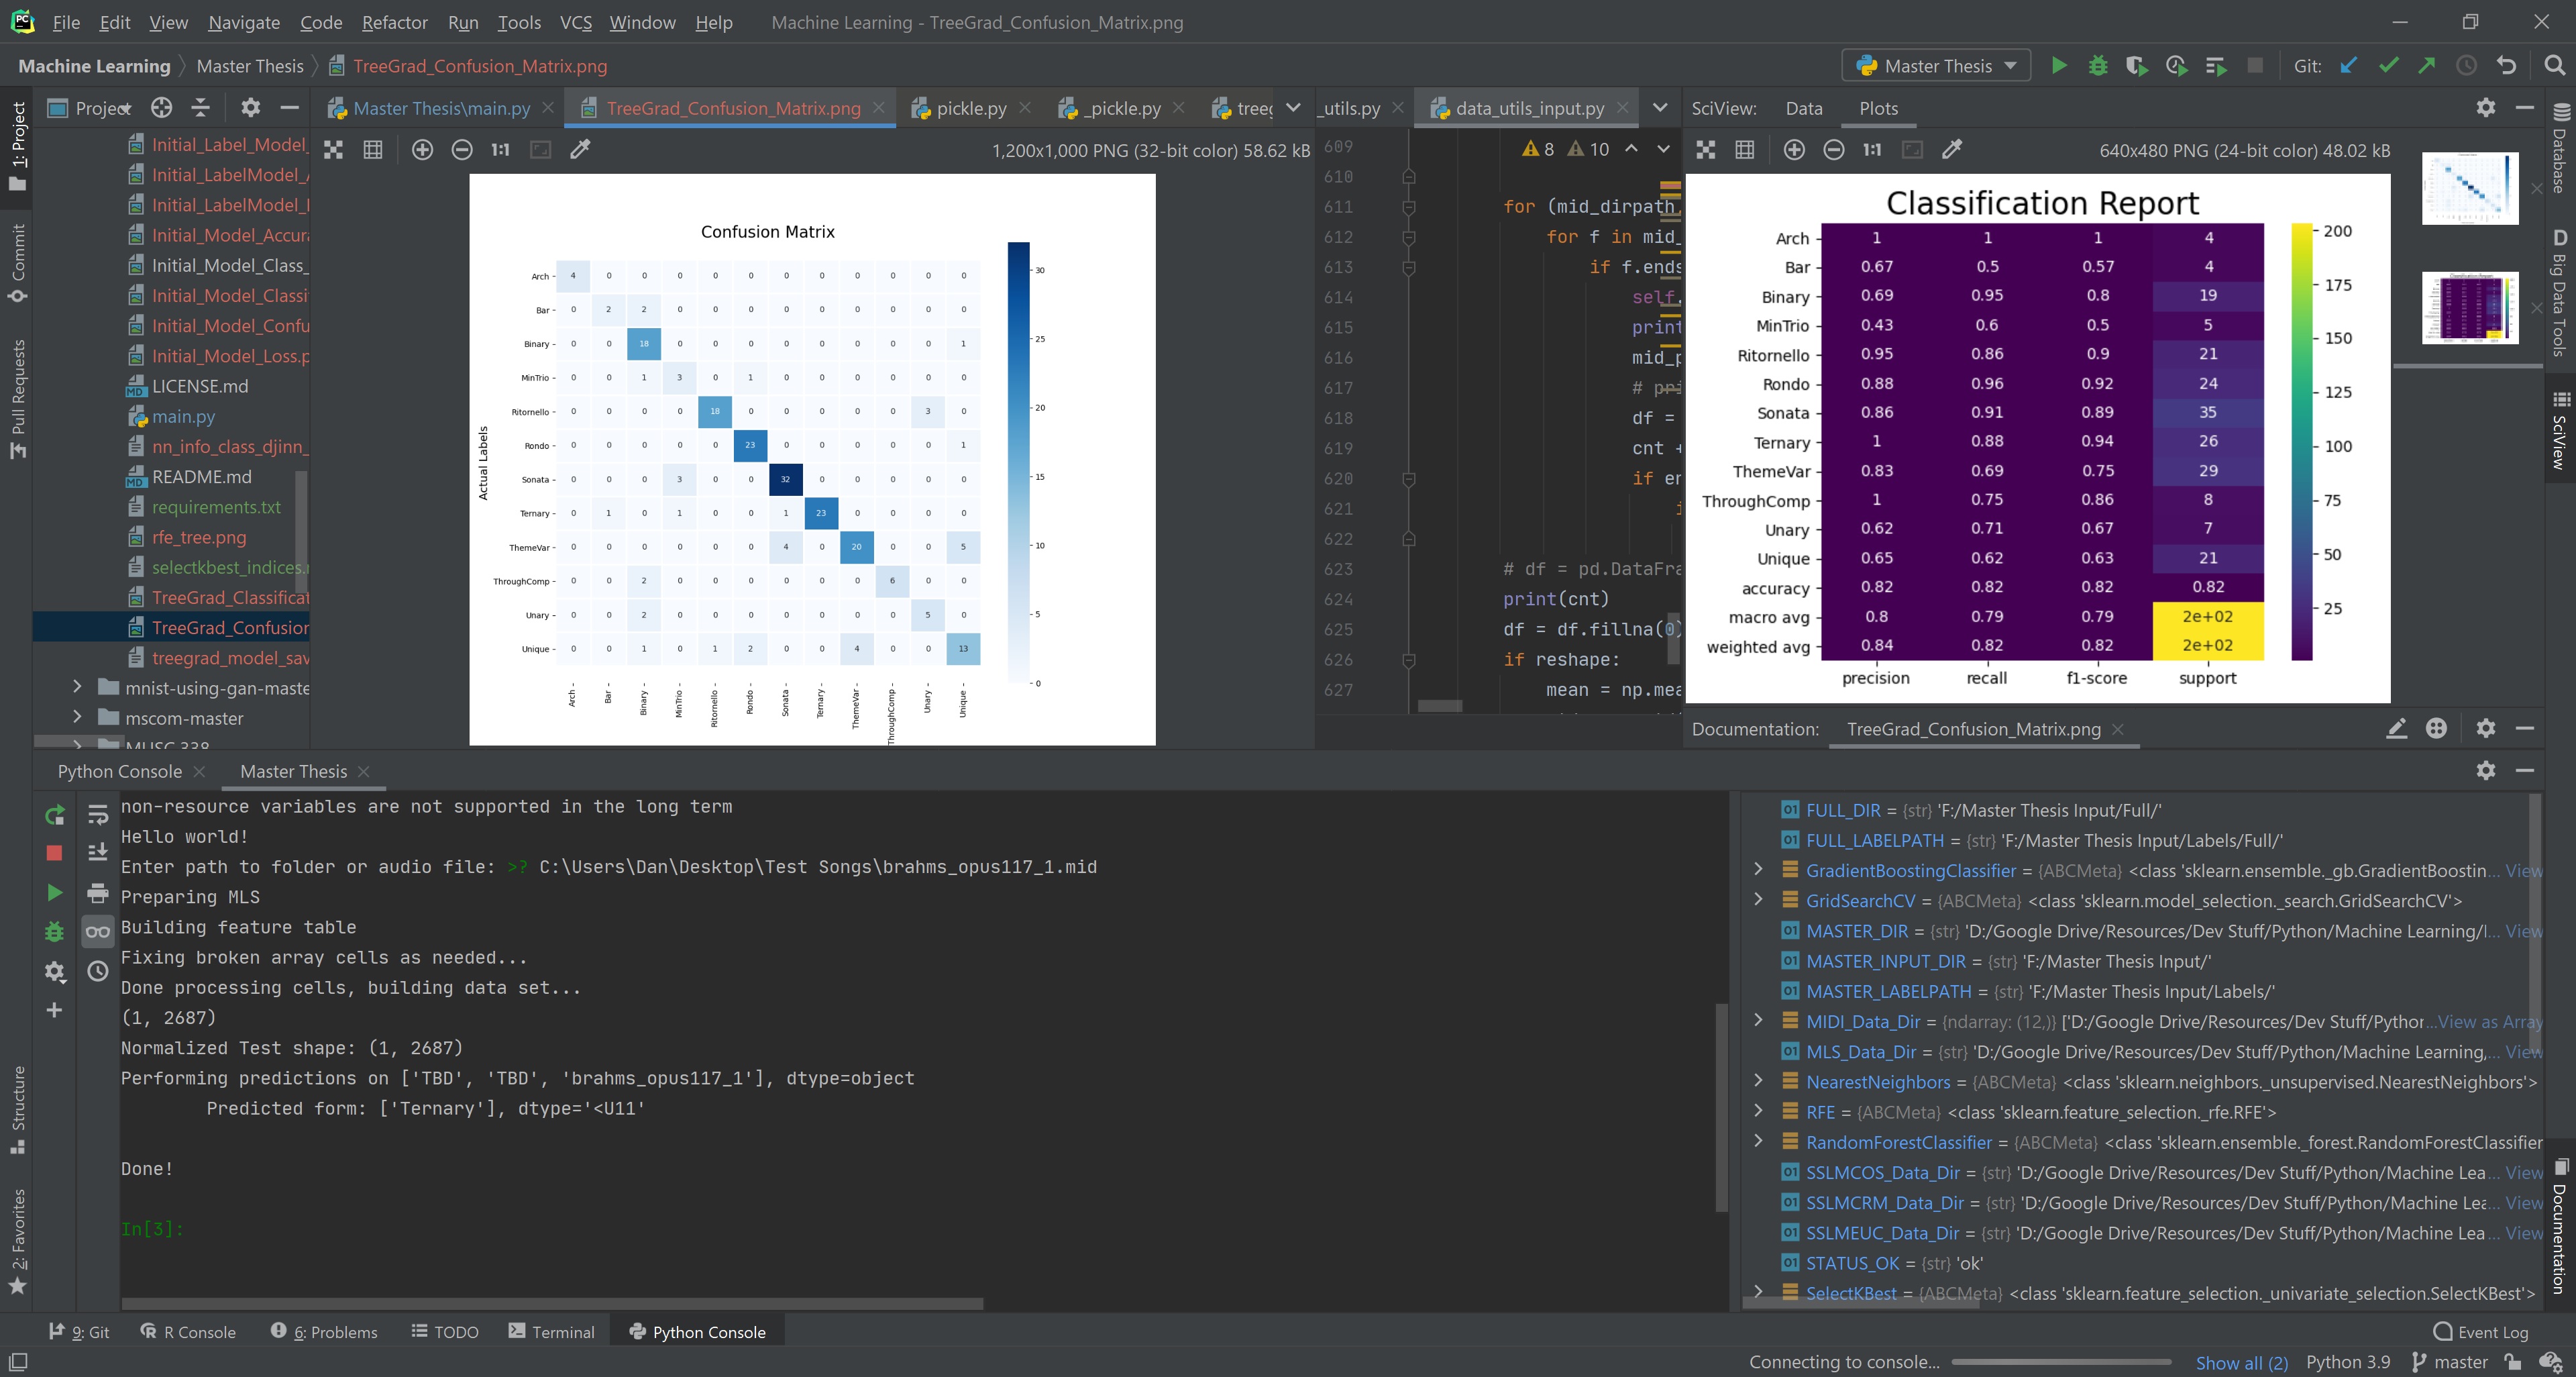 File Edit View Navigate Code Refactor Run Tools VCS Window Help Machine Learning - TreeGrad_Confusion_Matrix.png
Machine Learning Master Thesis TreeGrad_Confusion_Matrix.png
Master Thesis Git:
Project
Master Thesis\main.py TreeGrad_Confusion_Matrix.png pickle.py _pickle.py
_utils.py data_utils_input.py
SciView: Data Plots
1: Project
Commit
Pull Requests
Structure
2: Favorites
Initial_Label_Model_
Initial_LabelModel_
Initial_LabelModel_
Initial_Model_Accur
Initial_Model_Class_
Initial_Model_Classi
Initial_Model_Confu
Initial_Model_Loss.p
LICENSE.md
main.py
nn_info_class_djinn_
README.md
requirements.txt
rfe_tree.png
selectkbest_indices.
TreeGrad_Classifica
TreeGrad_Confusior
treegrad_model_sav
mnist-using-gan-maste
mscom-master
MUSC 338
1,200x1,000 PNG (32-bit color) 58.62 kB
Confusion Matrix
Actual Labels
Arch 4 0 0 0 0 0 0 0 0 0 0 0
Bar 0 2 2 0 0 0 0 0 0 0 0 0
Binary 0 0 18 0 0 0 0 0 0 0 0 1
MinTrio 0 0 1 3 0 1 0 0 0 0 0 0
Ritornello 0 0 0 0 18 0 0 0 0 0 3 0
Rondo 0 0 0 0 0 23 0 0 0 0 0 1
Sonata 0 0 0 3 0 0 32 0 0 0 0 0
Ternary 0 1 0 1 0 0 1 23 0 0 0 0
ThemeVar 0 0 0 0 0 0 4 0 20 0 0 5
ThroughComp 0 0 2 0 0 0 0 0 0 6 0 0
Unary 0 0 2 0 0 0 0 0 0 0 5 0
Unique 0 0 1 0 1 2 0 0 4 0 0 13
Arch Bar Binary MinTrio Ritornello Rondo Sonata Ternary ThemeVar ThroughComp Unary Unique
30
25
20
15
10
5
0
8 10
609
610
611 for (mid_dirpath,
612 for f in mid_
613 if f.ends
614 self.
615 print
616 mid_p
617 # pri
618 df =
619 cnt +
620 if er
621
622
623 # df = pd.DataFra
624 print(cnt)
625 df = df.fillna(0)
626 if reshape:
627 mean = np.mea
640x480 PNG (24-bit color) 48.02 kB
Classification Report
Arch 1 1 1 4
Bar 0.67 0.5 0.57 4
Binary 0.69 0.95 0.8 19
MinTrio 0.43 0.6 0.5 5
Ritornello 0.95 0.86 0.9 21
Rondo 0.88 0.96 0.92 24
Sonata 0.86 0.91 0.89 35
Ternary 1 0.88 0.94 26
ThemeVar 0.83 0.69 0.75 29
ThroughComp 1 0.75 0.86 8
Unary 0.62 0.71 0.67 7
Unique 0.65 0.62 0.63 21
accuracy 0.82 0.82 0.82 0.82
macro avg 0.8 0.79 0.79 2e+02
weighted avg 0.84 0.82 0.82 2e+02
precision recall f1-score support
200
175
150
125
100
75
50
25
Database
Big Data Tools
SciView
Documentation
Documentation: TreeGrad_Confusion_Matrix.png
Python Console Master Thesis
non-resource variables are not supported in the long term
Hello world!
Enter path to folder or audio file: >? C:\Users\Dan\Desktop\Test Songs\brahms_opus117_1.mid
Preparing MLS
Building feature table
Fixing broken array cells as needed...
Done processing cells, building data set...
(1, 2687)
Normalized Test shape: (1, 2687)
Performing predictions on ['TBD', 'TBD', 'brahms_opus117_1'], dtype=object
Predicted form: ['Ternary'], dtype='<U11'
Done!
In[3]:
FULL_DIR = {str} 'F:/Master Thesis Input/Full/'
FULL_LABELPATH = {str} 'F:/Master Thesis Input/Labels/Full/'
GradientBoostingClassifier = {ABCMeta} <class 'sklearn.ensemble._gb.GradientBoostin... View
GridSearchCV = {ABCMeta} <class 'sklearn.model_selection._search.GridSearchCV'>
MASTER_DIR = {str} 'D:/Google Drive/Resources/Dev Stuff/Python/Machine Learning/I... View
MASTER_INPUT_DIR = {str} 'F:/Master Thesis Input/'
MASTER_LABELPATH = {str} 'F:/Master Thesis Input/Labels/'
MIDI_Data_Dir = {ndarray: (12,)} ['D:/Google Drive/Resources/Dev Stuff/Python...View as Array
MLS_Data_Dir = {str} 'D:/Google Drive/Resources/Dev Stuff/Python/Machine Learning,... View
NearestNeighbors = {ABCMeta} <class 'sklearn.neighbors._unsupervised.NearestNeighbors'>
RFE = {ABCMeta} <class 'sklearn.feature_selection._rfe.RFE'>
RandomForestClassifier = {ABCMeta} <class 'sklearn.ensemble._forest.RandomForestClassifier
SSLMCOS_Data_Dir = {str} 'D:/Google Drive/Resources/Dev Stuff/Python/Machine Lea... View
SSLMCRM_Data_Dir = {str} 'D:/Google Drive/Resources/Dev Stuff/Python/Machine Lea... View
SSLMEUC_Data_Dir = {str} 'D:/Google Drive/Resources/Dev Stuff/Python/Machine Lea... View
STATUS_OK = {str} 'ok'
SelectKBest = {ABCMeta} <class 'sklearn.feature_selection._univariate_selection.SelectKBest'>
9: Git R Console 6: Problems TODO Terminal Python Console Event Log
Connecting to console... Show all (2) Python 3.9 master